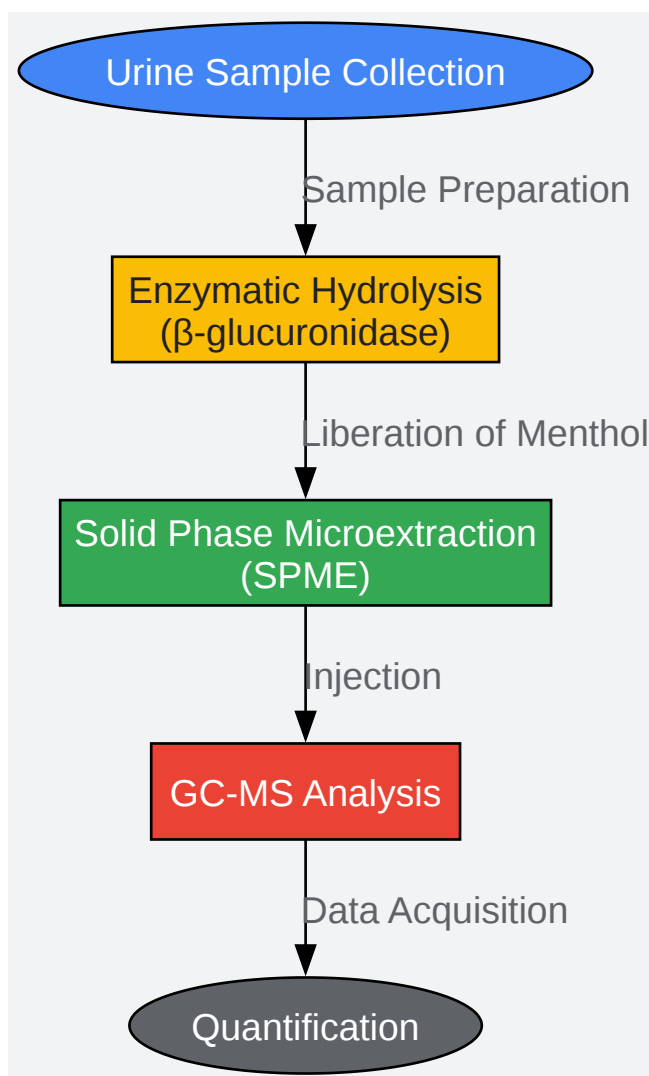 Urine Sample Collection
Sample Preparation
Enzymatic Hydrolysis
(β-glucuronidase)
Liberation of Menthol
Solid Phase Microextraction
(SPME)
Injection
GC-MS Analysis
Data Acquisition
Quantification